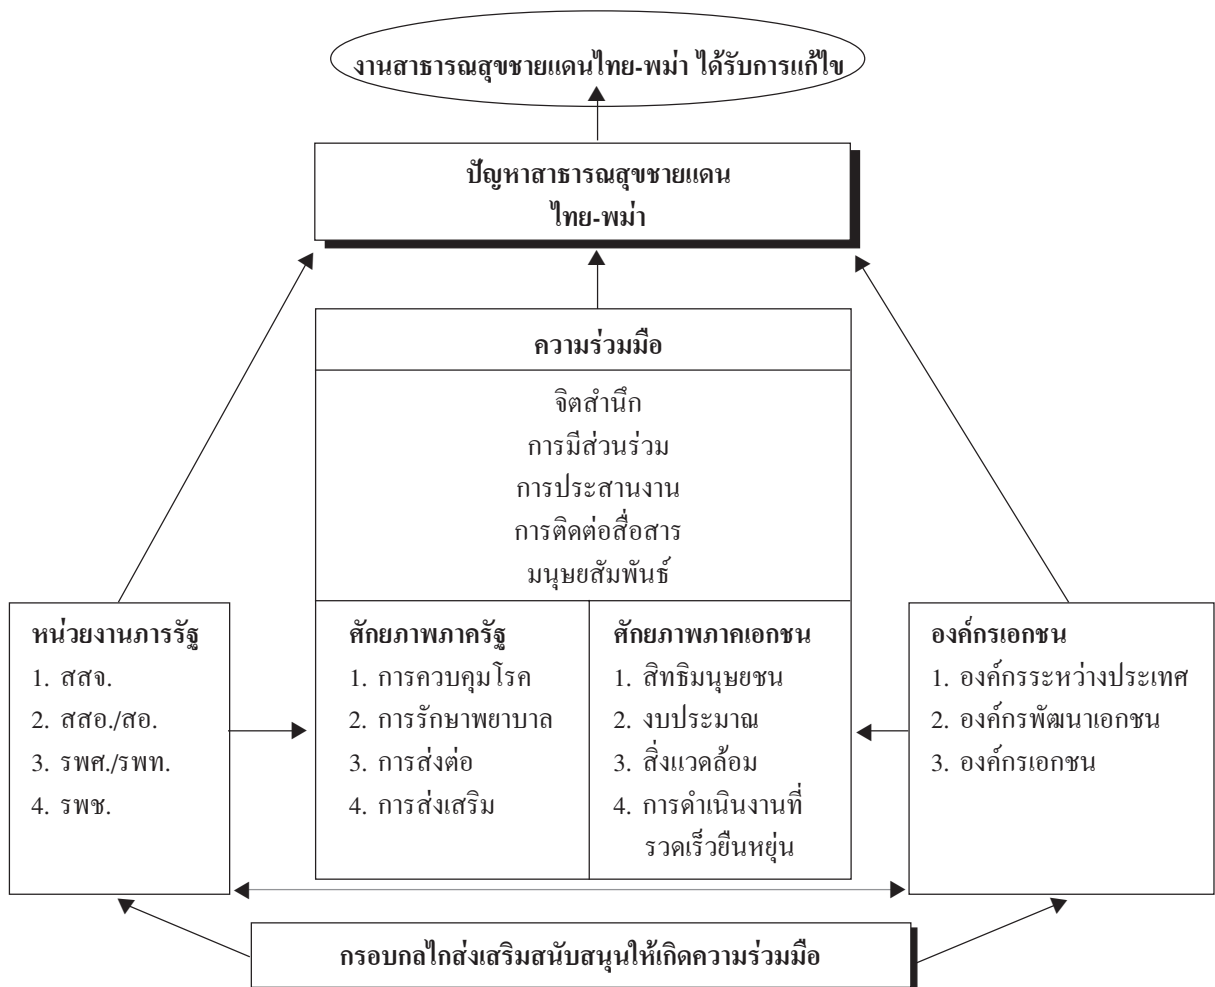 งานสาธารณสุขชายแดนไทย-พม่า ได้รับการแก้ไข
ปัญหาสาธารณสุขชายแดน
ไทย-พม่า
ความร่วมมือ
จิตสำนึก
การมีส่วนร่วม
การประสานงาน
การติดต่อสื่อสาร
มนุษยสัมพันธ์
หน่วยงานภารรัฐ
1. สสจ.
2. สสอ./สอ.
3. รพศ./รพท.
4. รพช.
ศักยภาพภาครัฐ
1. การควบคุมโรค
2. การรักษาพยาบาล
3. การส่งต่อ
4. การส่งเสริม
ศักยภาพภาคเอกชน
1. สิทธิมนุษยชน
2. งบประมาณ
3. สิ่งแวดล้อม
4. การดำเนินงานที่
รวดเร็วยืนหยุ่น
องค์กรเอกชน
1. องค์กรระหว่างประเทศ
2. องค์กรพัฒนาเอกชน
3. องค์กรเอกชน
กรอบกลไกส่งเสริมสนับสนุนให้เกิดความร่วมมือ